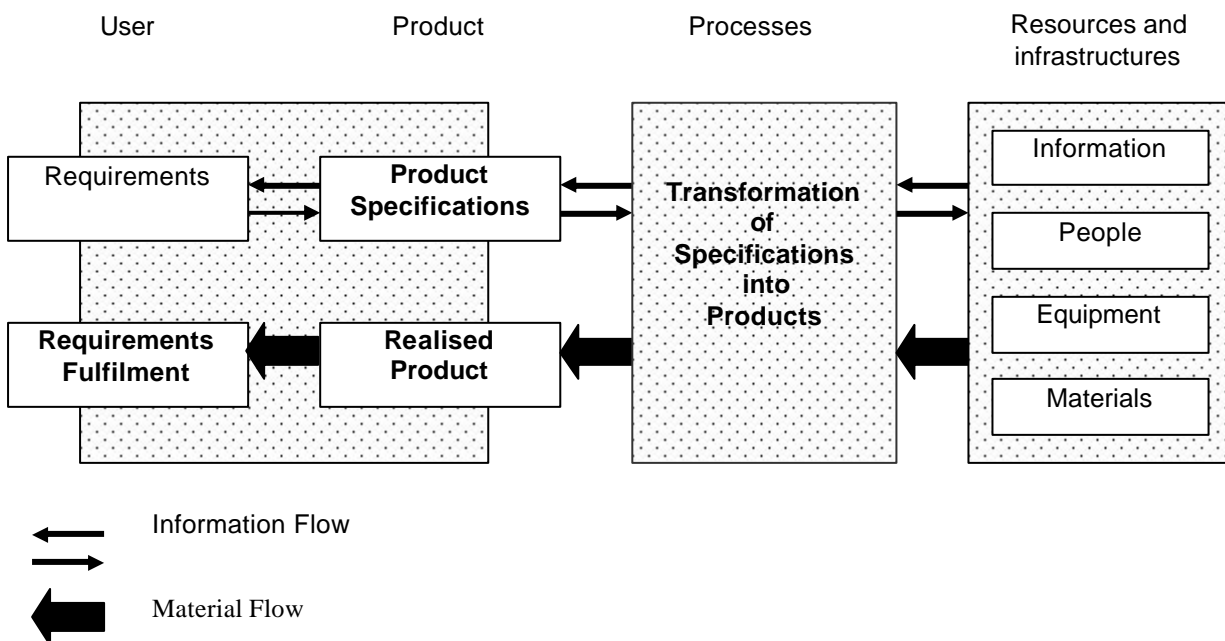 User
Product
Processes
Resources and
infrastructures
Requirements
Product
Specifications
Transformation
of
Specifications
into
Products
Information
People
Equipment
Materials
Requirements
Fulfilment
Realised
Product
Information Flow
Material Flow